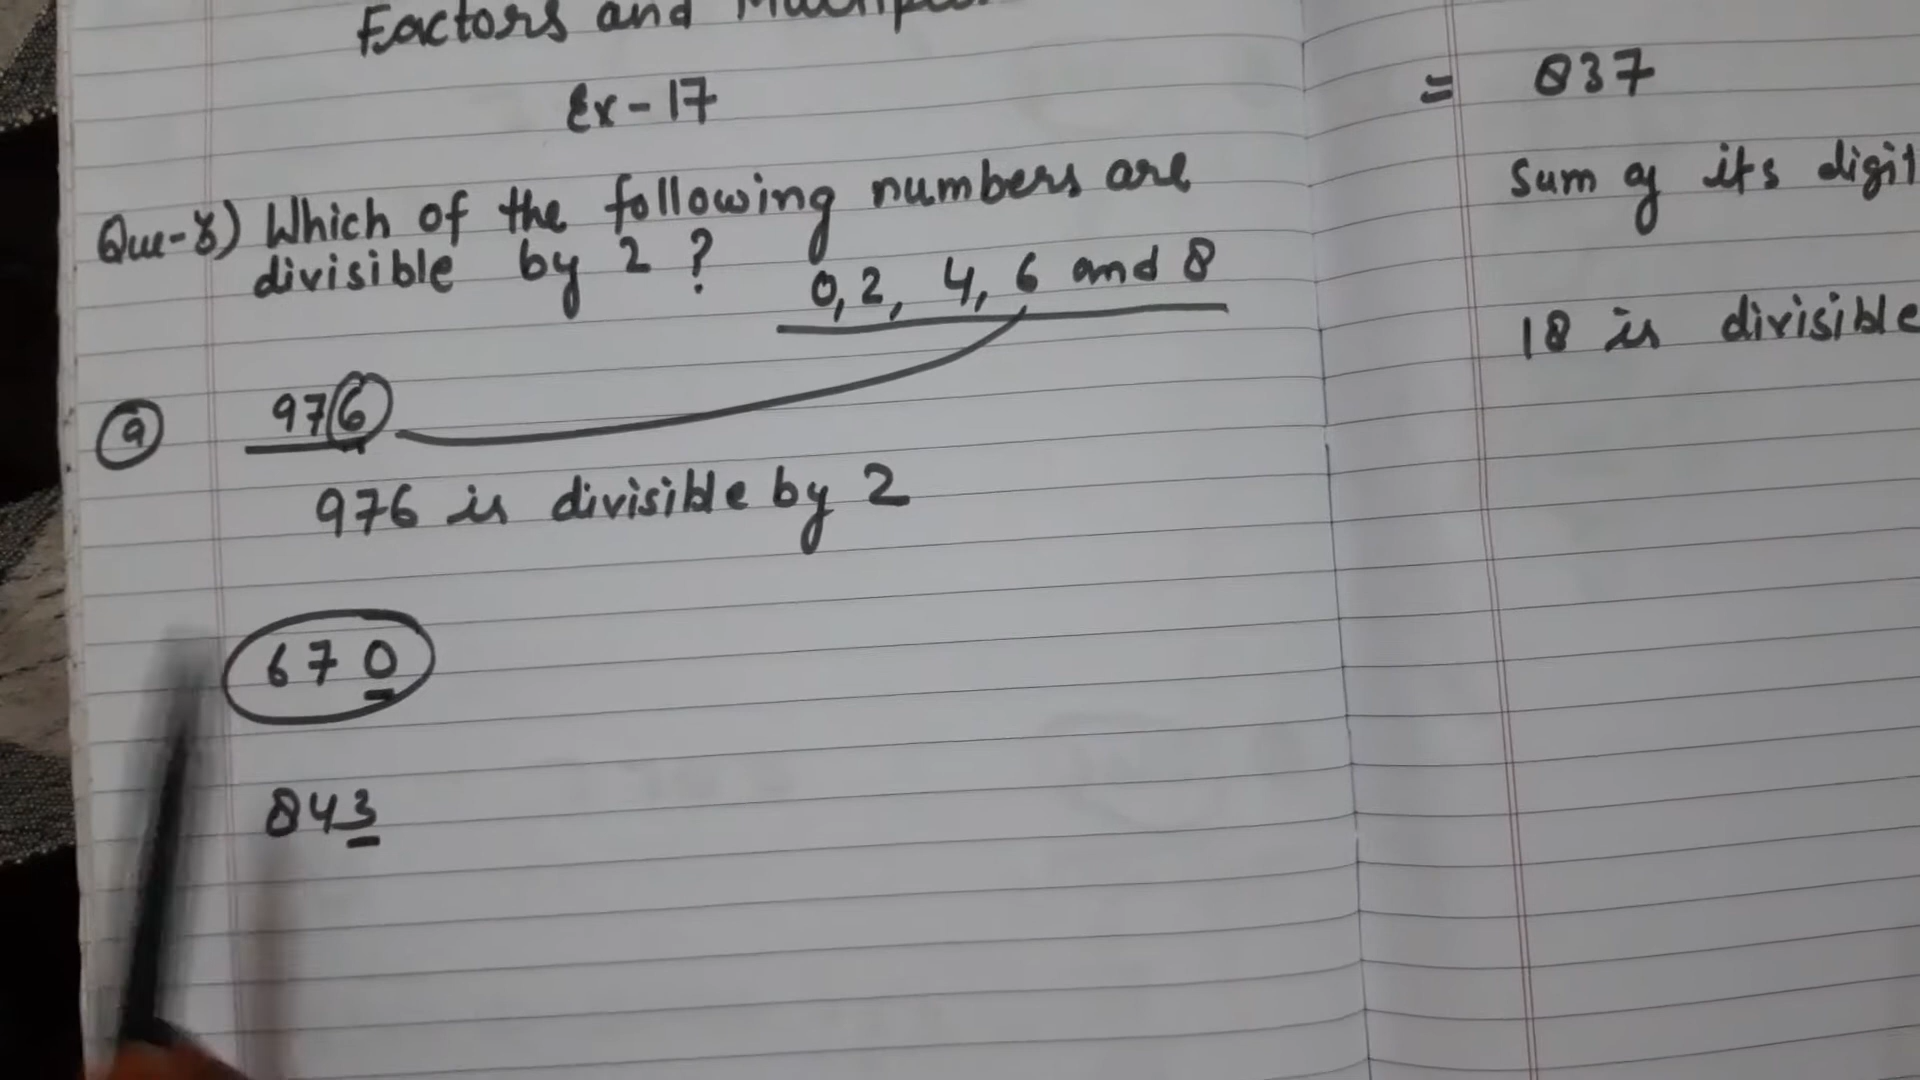 Factors and
Ex-17
Que-8) Which of the following numbers are
divisible by 2 ?
0, 2, 4, 6 and 8
a 976
976 is divisible by 2
670
843
= 837
Sum of its digit
18 is divisible